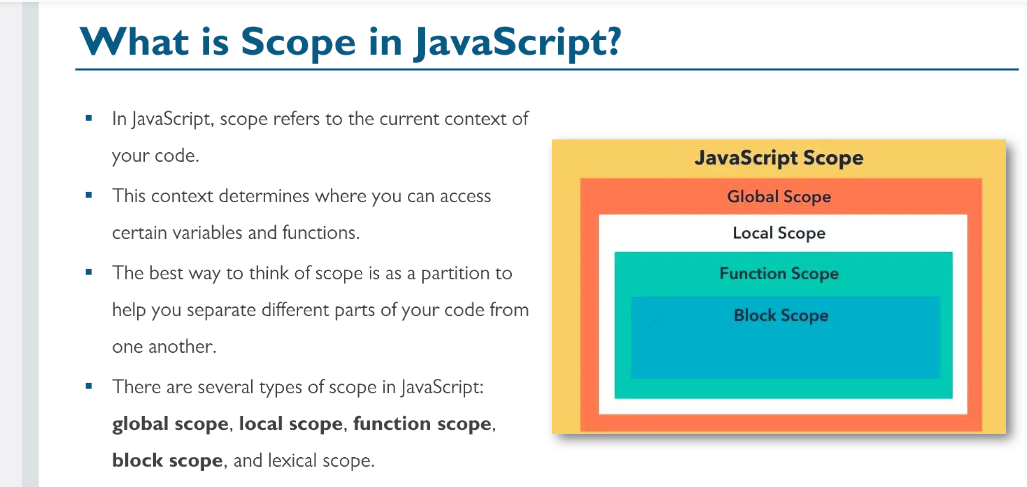 What is Scope in JavaScript?
▪ In JavaScript, scope refers to the current context of
your code.
▪ This context determines where you can access
certain variables and functions.
▪ The best way to think of scope is as a partition to
help you separate different parts of your code from
one another.
▪ There are several types of scope in JavaScript:
global scope, local scope, function scope,
block scope, and lexical scope.
JavaScript Scope
Global Scope
Local Scope
Function Scope
Block Scope